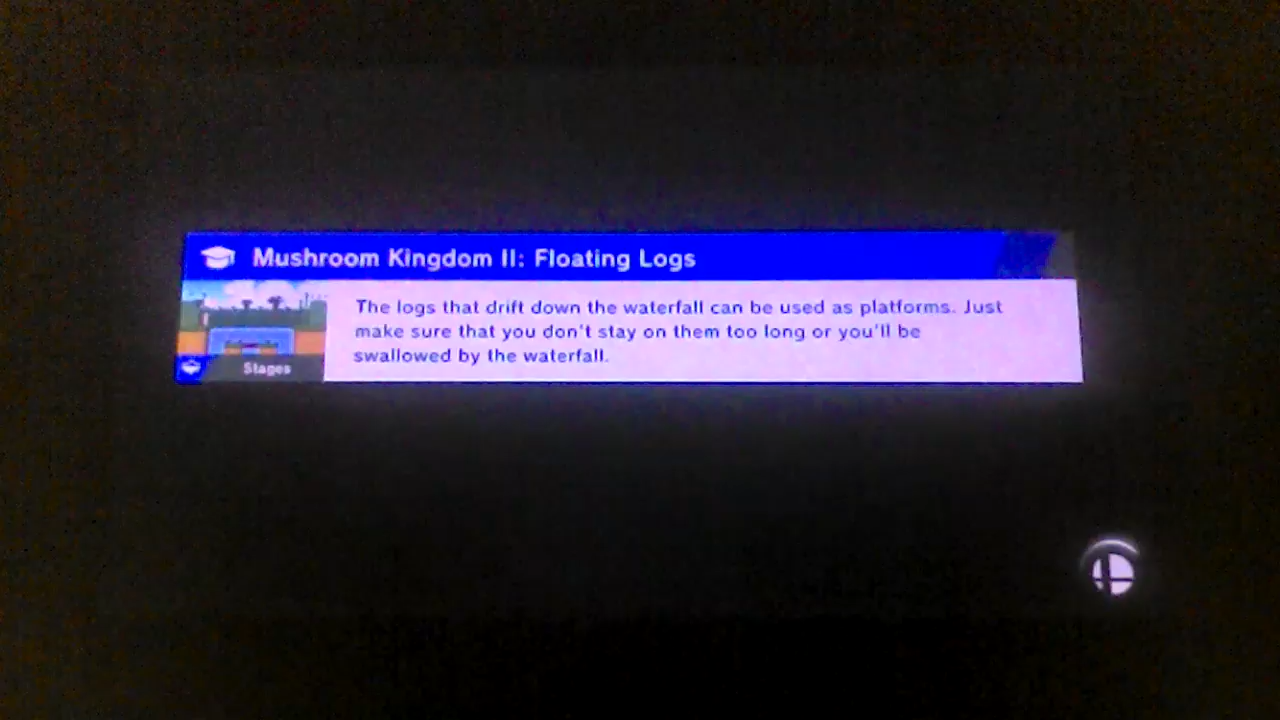 Mushroom Kingdom II: Floating Logs
The logs that drift down the waterfall can be used as platforms. Just
make sure that you don't stay on them too long or you'll be
swallowed by the waterfall.
Stages